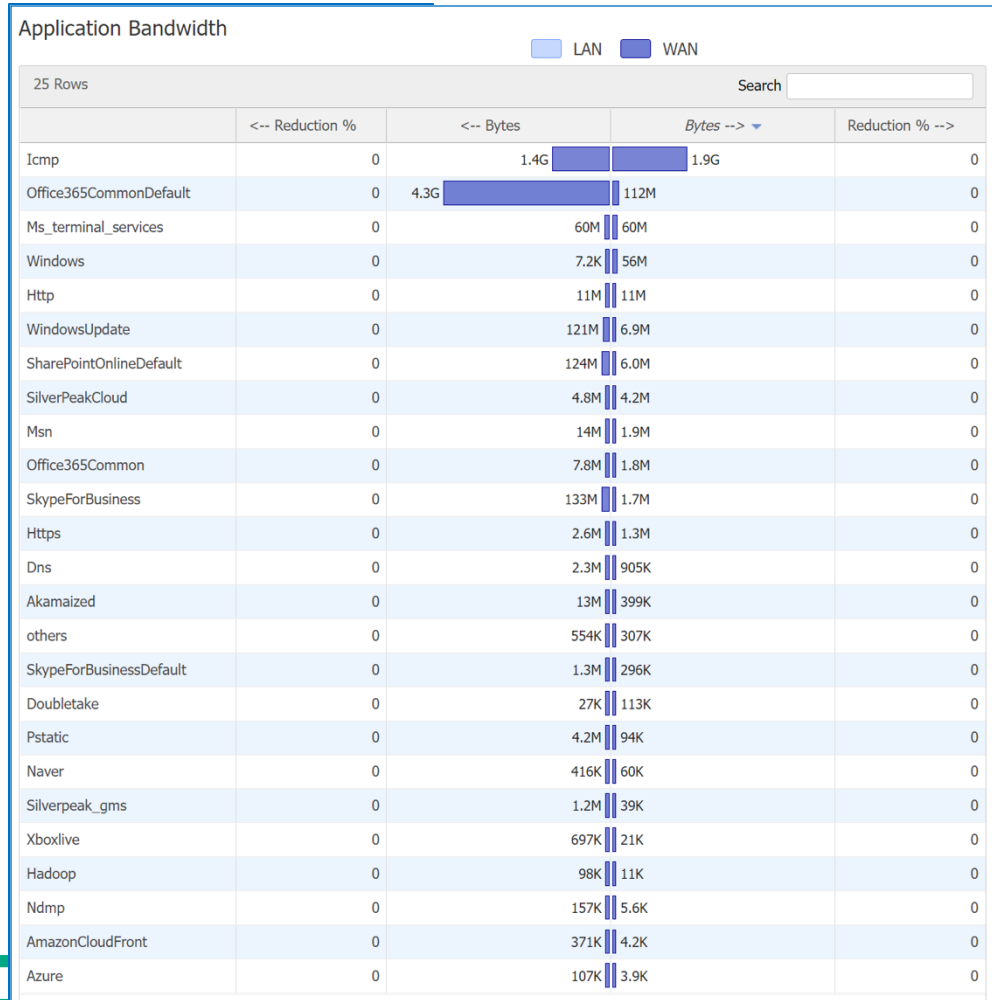 Application Bandwidth
LAN WAN
25 Rows Search
<-- Reduction % <-- Bytes Bytes --> Reduction % -->
Icmp 0 1.4G 1.9G 0
Office365CommonDefault 0 4.3G 112M 0
Ms_terminal_services 0 60M 60M 0
Windows 0 7.2K 56M 0
Http 0 11M 11M 0
WindowsUpdate 0 121M 6.9M 0
SharePointOnlineDefault 0 124M 6.0M 0
SilverPeakCloud 0 4.8M 4.2M 0
Msn 0 14M 1.9M 0
Office365Common 0 7.8M 1.8M 0
SkypeForBusiness 0 133M 1.7M 0
Https 0 2.6M 1.3M 0
Dns 0 2.3M 905K 0
Akamaized 0 13M 399K 0
others 0 554K 307K 0
SkypeForBusinessDefault 0 1.3M 296K 0
Doubletake 0 27K 113K 0
Pstatic 0 4.2M 94K 0
Naver 0 416K 60K 0
Silverpeak_gms 0 1.2M 39K 0
Xboxlive 0 697K 21K 0
Hadoop 0 98K 11K 0
Ndmp 0 157K 5.6K 0
AmazonCloudFront 0 371K 4.2K 0
Azure 0 107K 3.9K 0